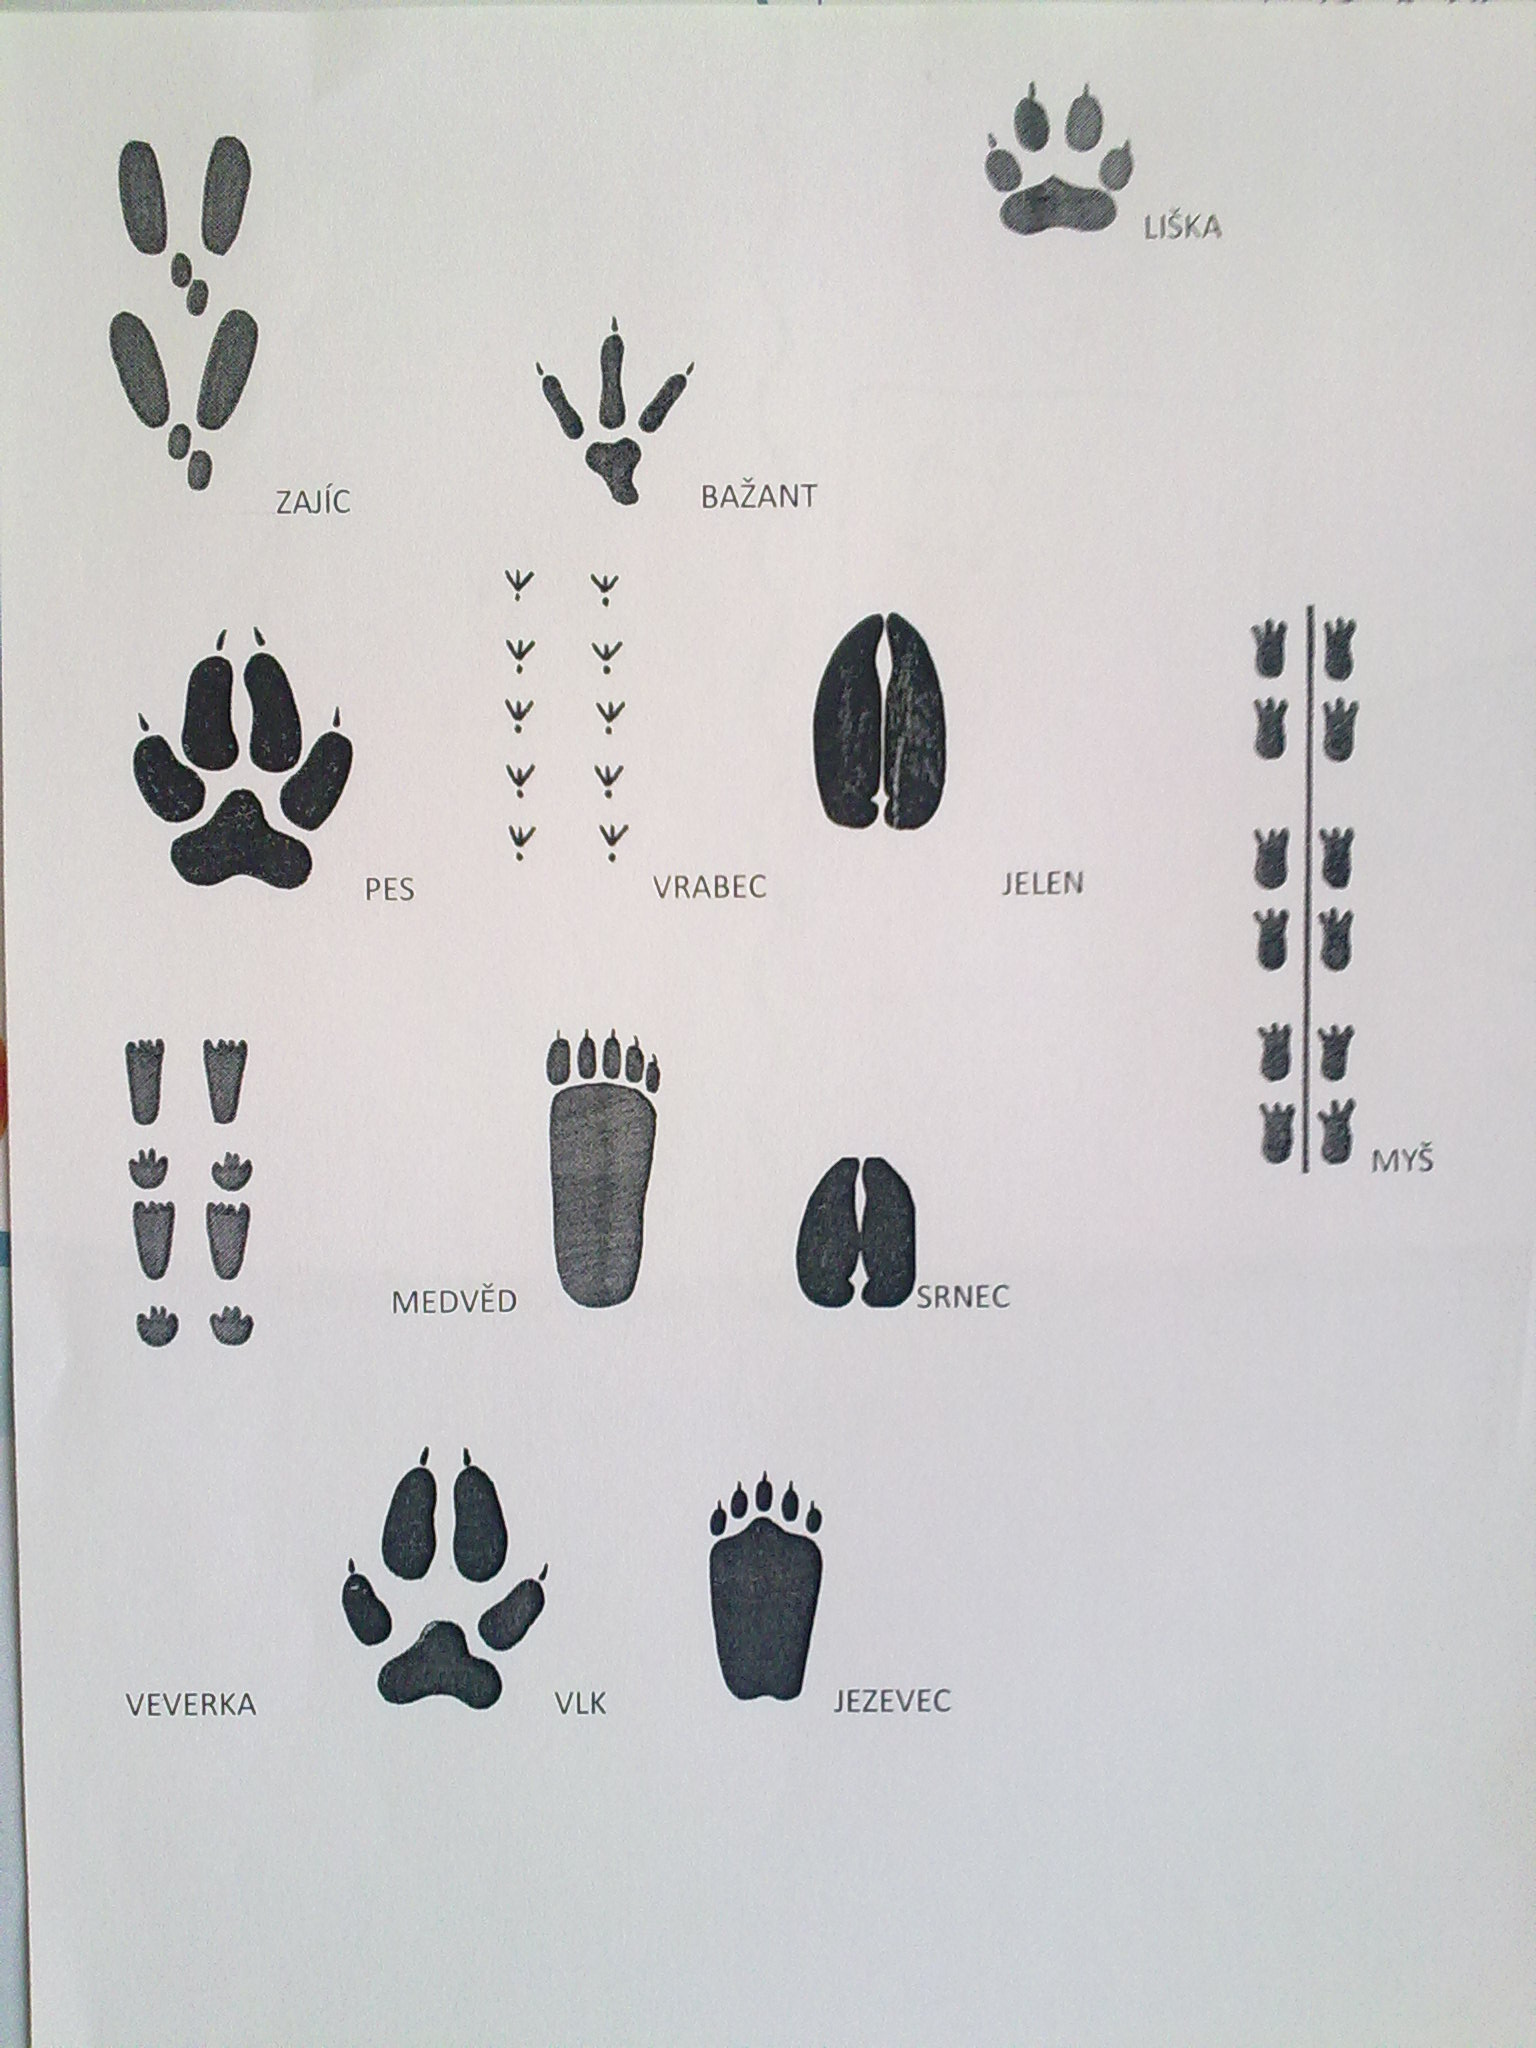 LIŠKA
ZAJÍC
BAŽANT
PES
VRABEC
JELEN
MYŠ
MEDVĚD
SRNEC
VEVERKA
VLK
JEZEVEC